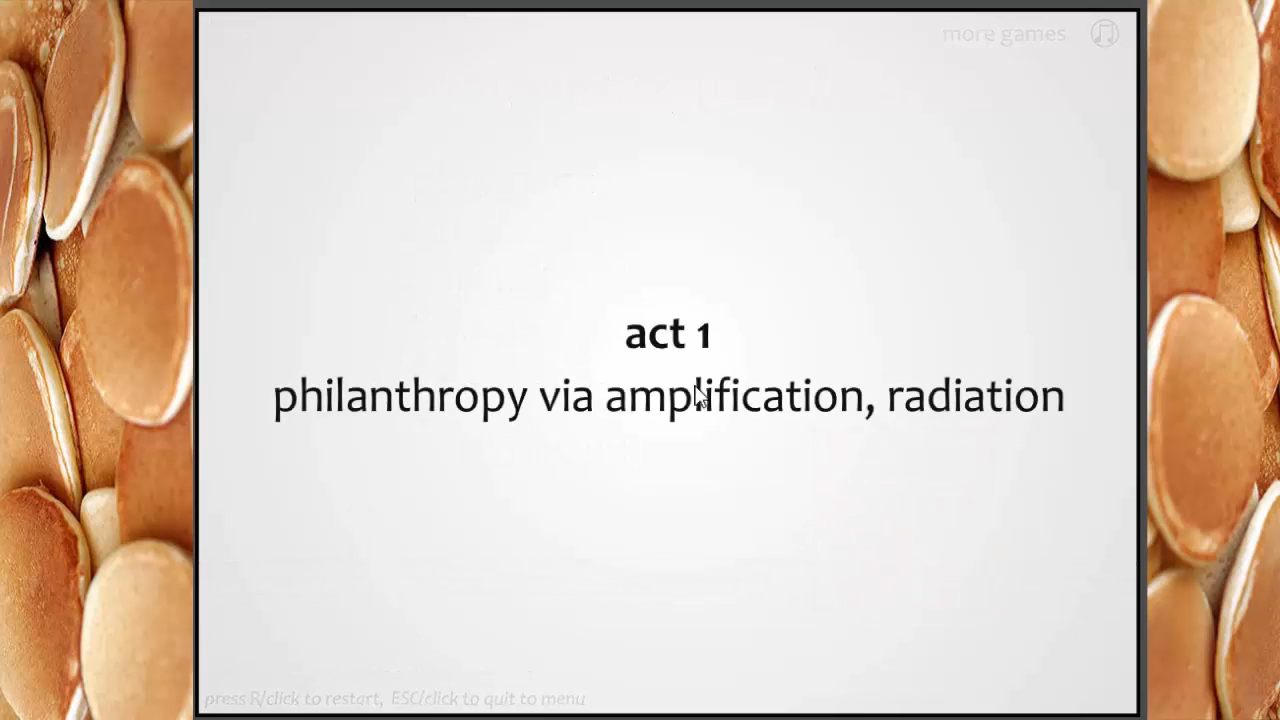 more games
act 1
philanthropy via amplification, radiation
press R/click to restart, ESC/click to quit to menu